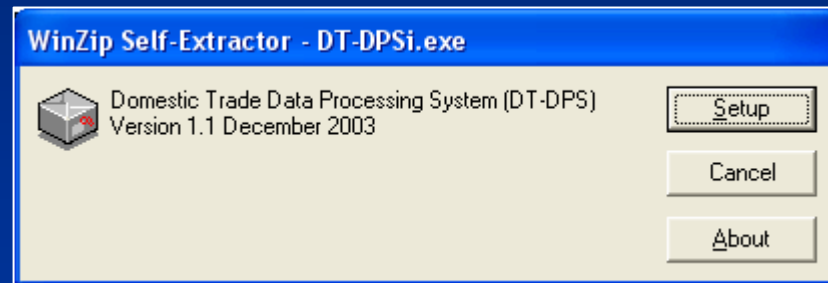 WinZip Self-Extractor - DT-DPSi.exe
Domestic Trade Data Processing System (DT-DPS)
Version 1.1 December 2003
Setup
Cancel
About